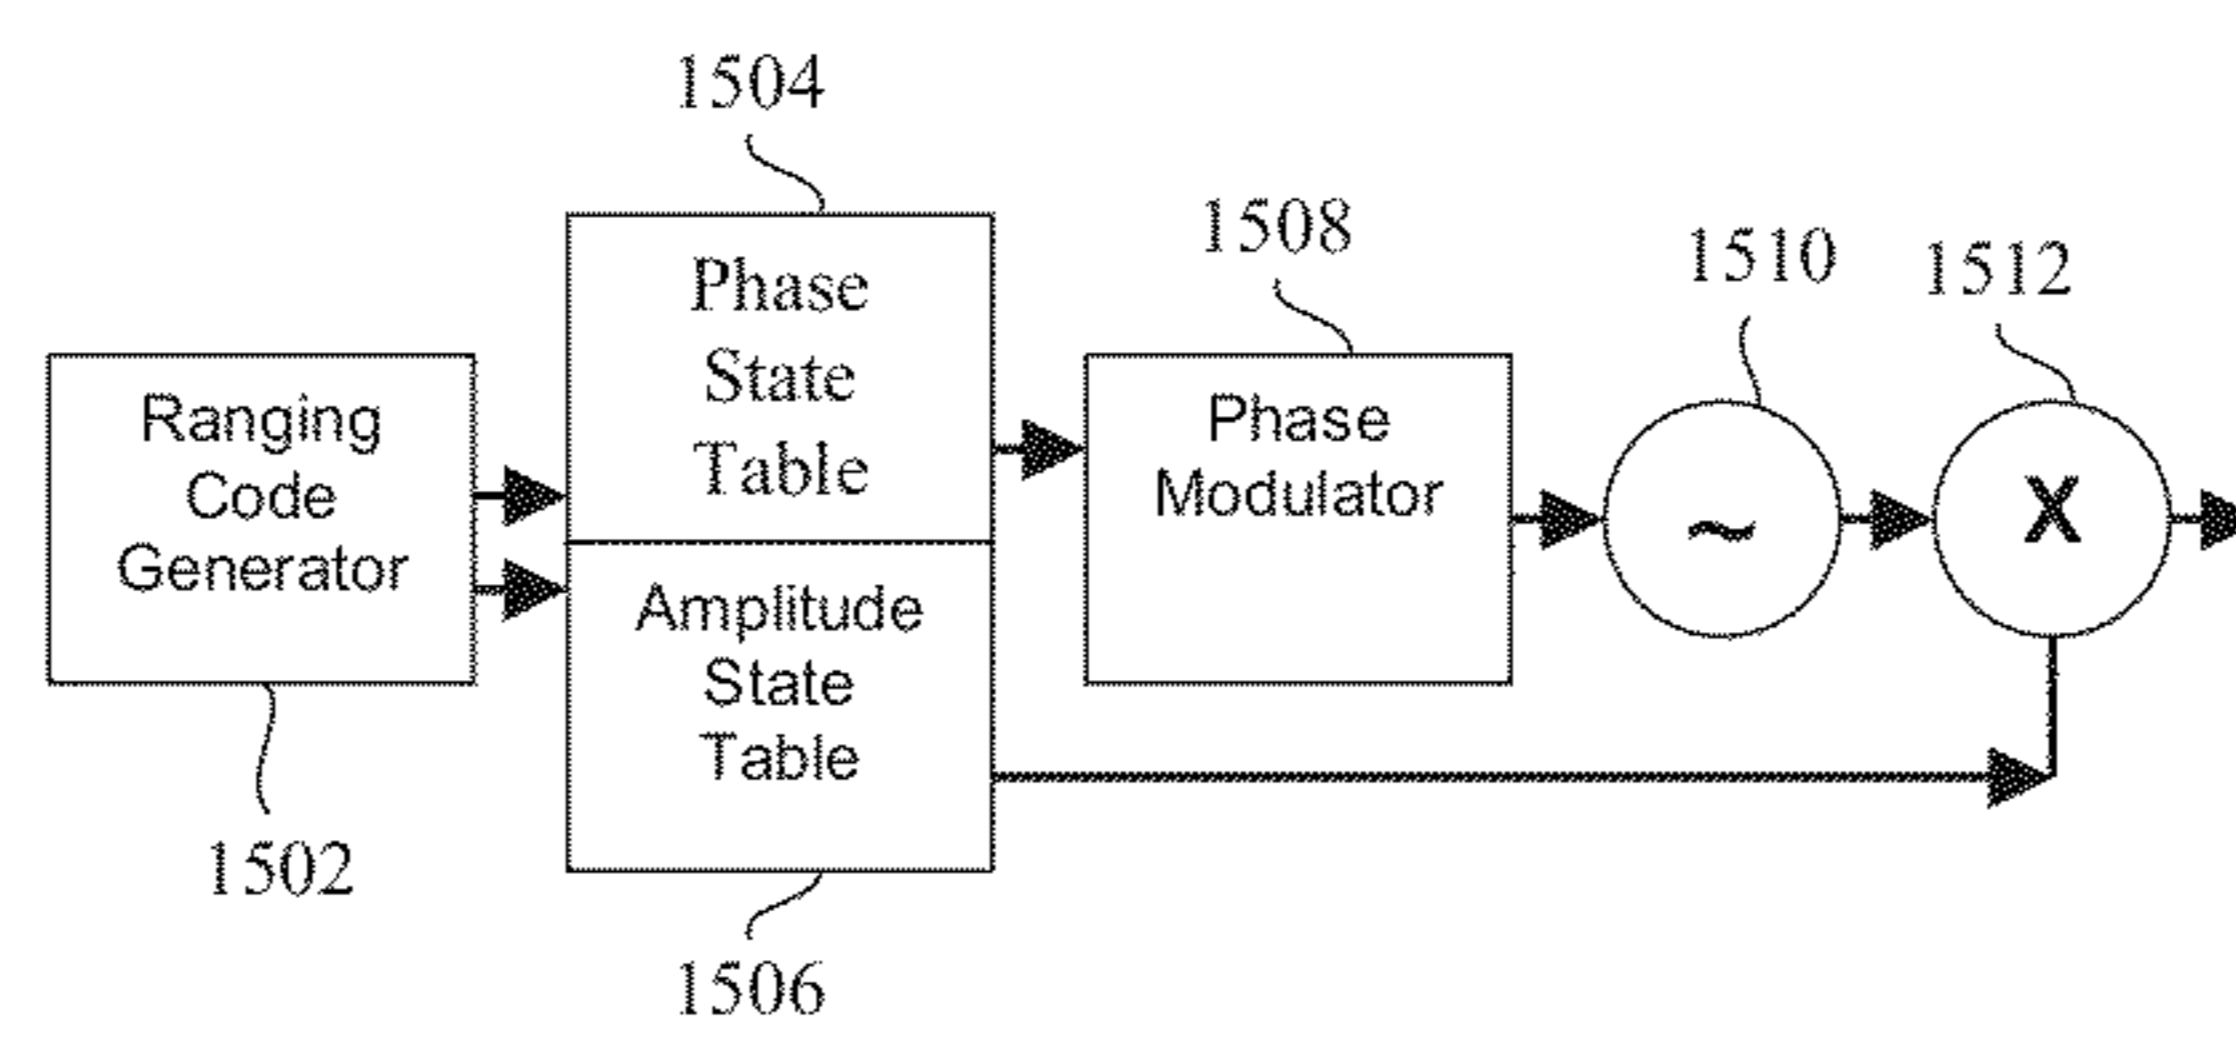 1504
1508
1510
1512
Phase
State
Table
Ranging
Code
Generator
Phase
Modulator
~
X
Amplitude
State
Table
1502
1506